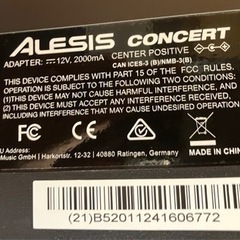 ALESIS CONCERT
ADAPTER: ⎓12V, 2000mA CENTER POSITIVE
CAN ICES-3 (B)/NMB-3(B)
THIS DEVICE COMPLIES WITH PART 15 OF THE FCC RULES.
OPERATION IS SUBJECT TO THE FOLLOWING TWO CONDITIONS:
(1) THIS DEVICE MAY NOT CAUSE HARMFUL INTERFERENCE, AND
(2) THIS DEVICE MUST ACCEPT ANY INTERFERENCE RECEIVED,
INCLUDING INTERFERENCE THAT MAY CAUSE UNDESIRED
OPERATION.
FC CE
MADE IN CHINA
Music GmbH | Harkortstr. 12-32 | 40880 Ratingen, Germany
(21)B52011241606772